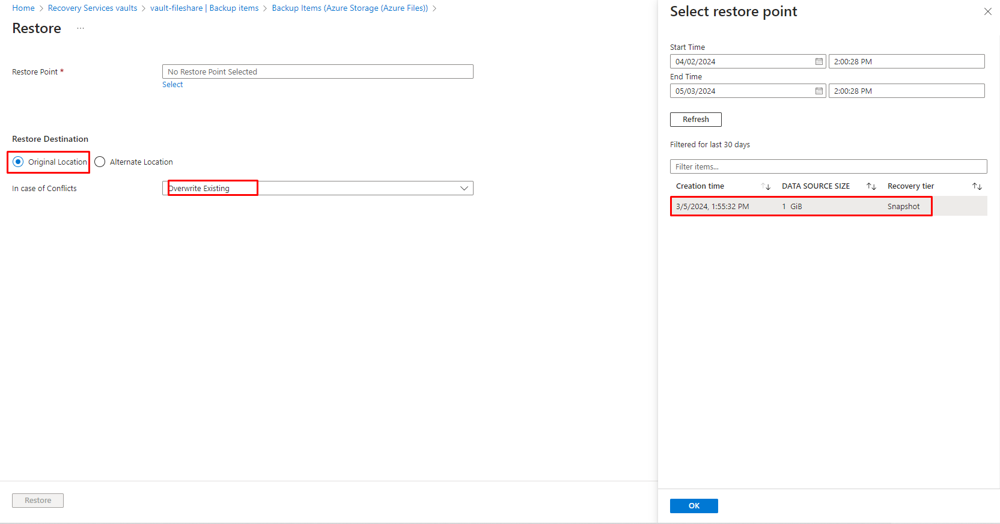 Home > Recovery Services vaults > vault-fileshare | Backup items > Backup Items (Azure Storage (Azure Files)) >
Restore ...
Restore Point *
No Restore Point Selected
Select
Restore Destination
Original Location
Alternate Location
In case of Conflicts
Overwrite Existing
Restore
Select restore point
Start Time
04/02/2024
2:00:28 PM
End Time
05/03/2024
2:00:28 PM
Refresh
Filtered for last 30 days
Filter items...
Creation time ↑↓ DATA SOURCE SIZE ↑↓ Recovery tier ↑↓
3/5/2024, 1:55:32 PM 1 GiB Snapshot
OK